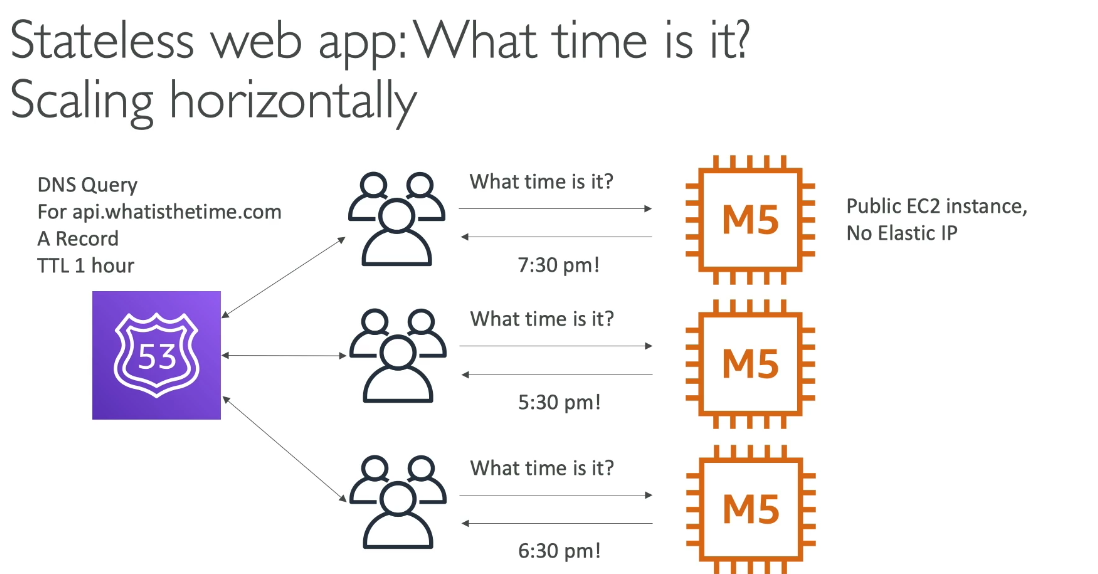 Stateless web app: What time is it?
Scaling horizontally
DNS Query
For api.whatisthetime.com
A Record
TTL 1 hour
53
What time is it?
7:30 pm!
M5
Public EC2 instance,
No Elastic IP
What time is it?
5:30 pm!
M5
What time is it?
6:30 pm!
M5